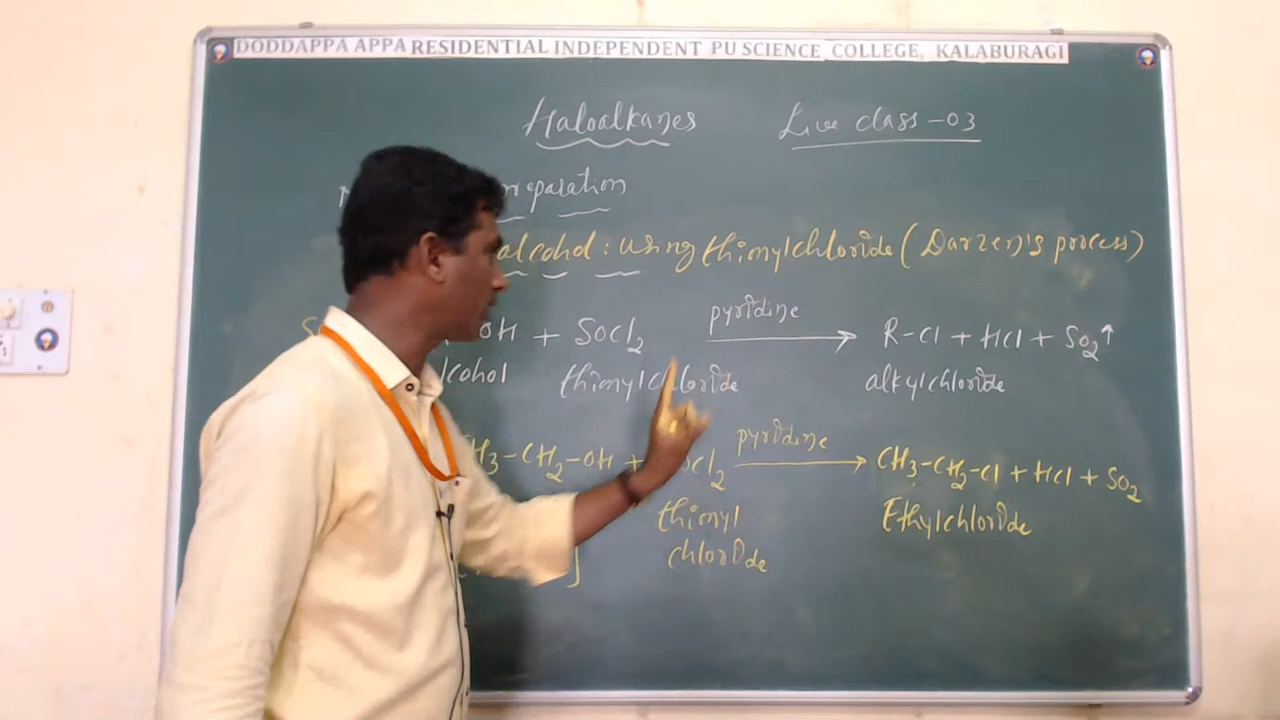 DODDAPPA APPA RESIDENTIAL INDEPENDENT PU SCIENCE COLLEGE, KALABURAGI
Haloalkanes Live class-03
reparation
alcohol : using thionylchloride (Darzen's process)
OH + SOCl2 pyridine → R-Cl + HCl + SO2↑
lcohol thionylchloride alkylchloride
H3-CH2-OH + OCl2 pyridine → CH3-CH2-Cl + HCl + SO2
thionyl Ethylchloride
chloride
]